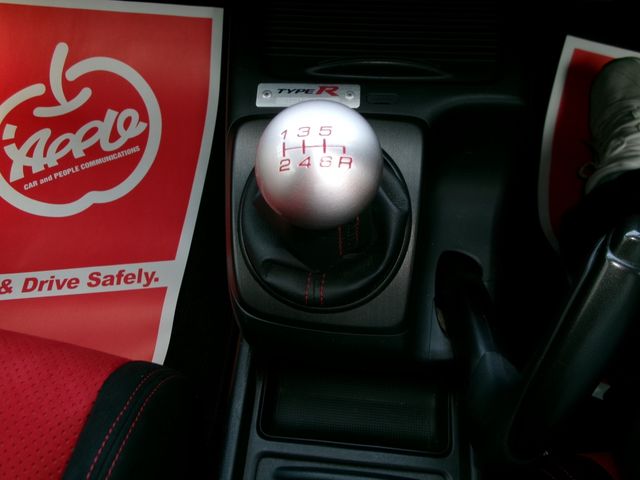 TYPE R
1 3 5
2 4 6 R
Apple
CAR and PEOPLE COMMUNICATIONS
& Drive Safely.